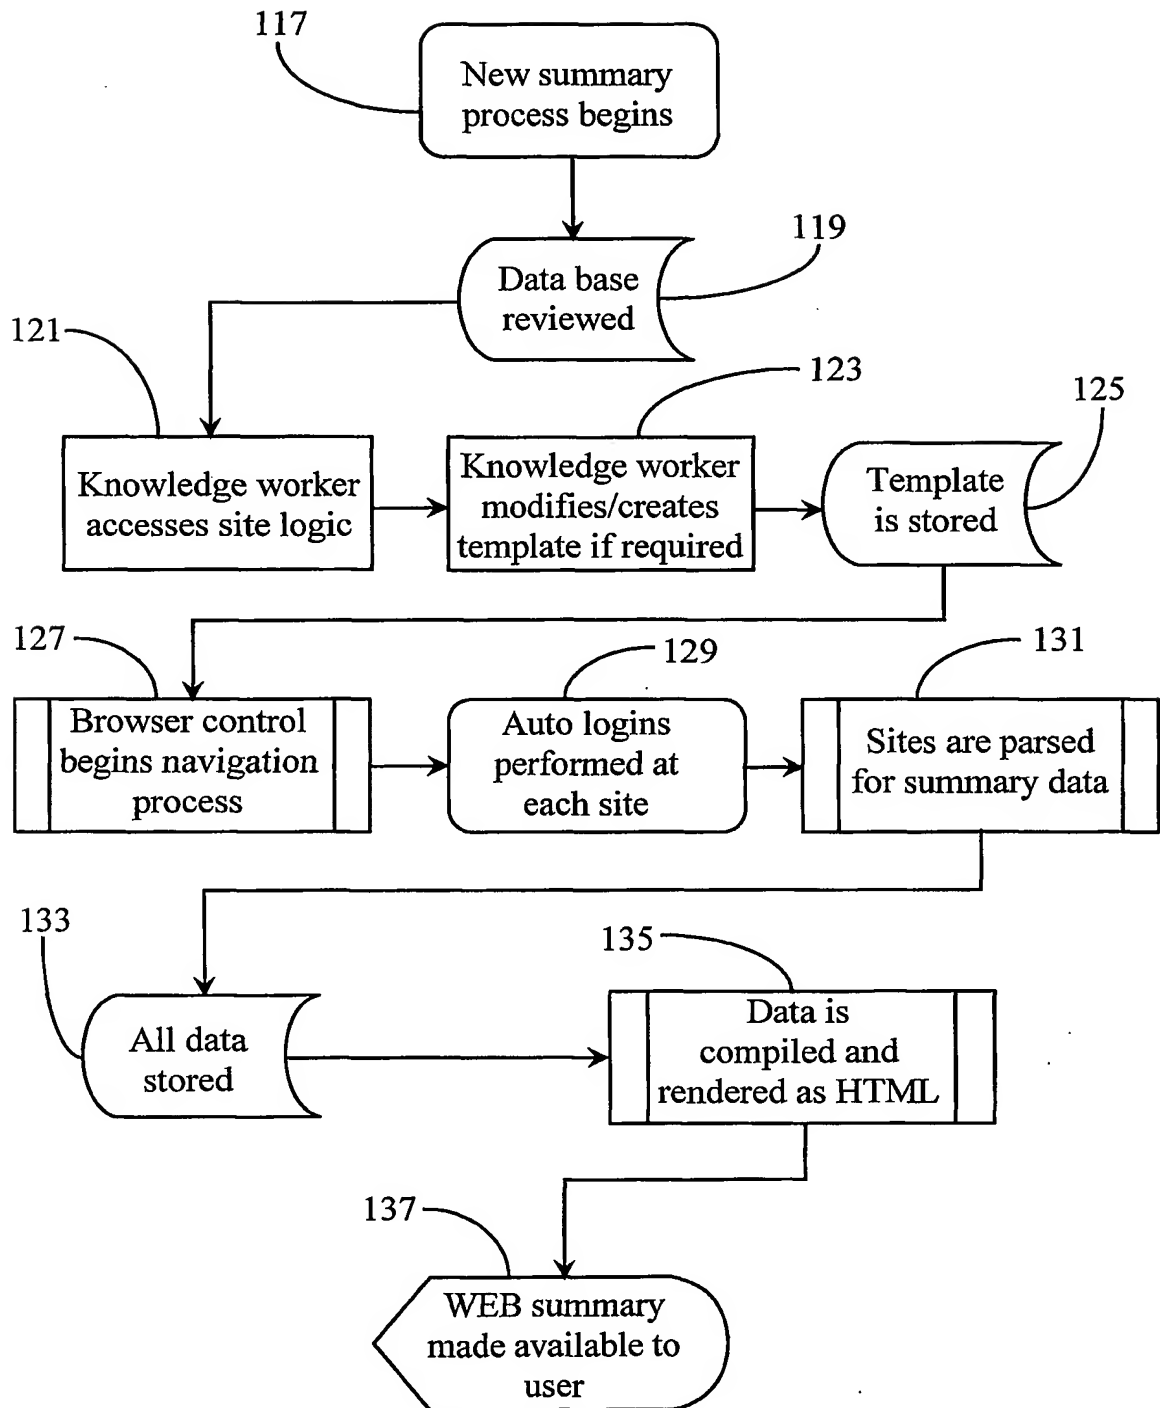 117
New summary
process begins
119
Data base
reviewed
121
Knowledge worker
accesses site logic
123
Knowledge worker
modifies/creates
template if required
125
Template
is stored
127
Browser control
begins navigation
process
129
Auto logins
performed at
each site
131
Sites are parsed
for summary data
133
All data
stored
135
Data is
compiled and
rendered as HTML
137
WEB summary
made available to
user